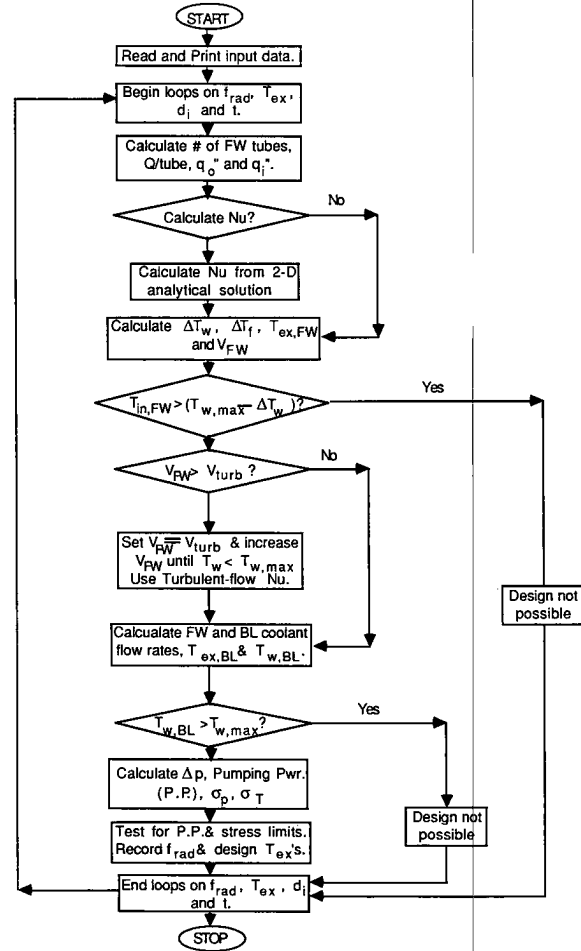 START
Read and Print input data.
Begin loops on f_rad, T_ex,
d_i and t.
Calculate # of FW tubes,
Q/tube, q_o" and q_i".
No
Calculate Nu?
Calculate Nu from 2-D
analytical solution
Calculate ΔT_w, ΔT_f, T_ex,FW
and V_FW
Yes
T_in,FW > (T_w,max − ΔT_w)?
No
V_FW > V_turb ?
Set V_FW = V_turb & increase
V_FW until T_w < T_w,max
Use Turbulent-flow Nu.
Design not
possible
Calcualate FW and BL coolant
flow rates, T_ex,BL & T_w,BL.
Yes
T_w,BL > T_w,max?
Calculate Δp, Pumping Pwr.
(P.P.), σ_p, σ_T
Design not
possible
Test for P.P.& stress limits.
Record f_rad & design T_ex's.
End loops on f_rad, T_ex, d_i
and t.
STOP